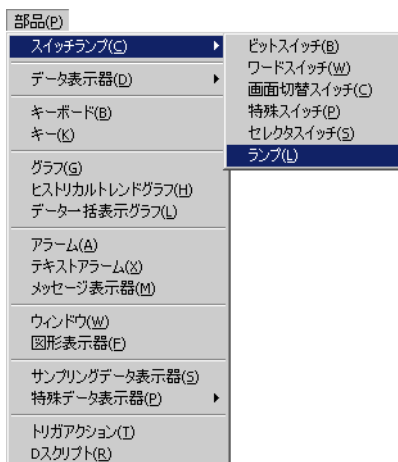 部品(P)
スイッチランプ(C)
データ表示器(D)
キーボード(B)
キー(K)
グラフ(G)
ヒストリカルトレンドグラフ(H)
データ一括表示グラフ(L)
アラーム(A)
テキストアラーム(X)
メッセージ表示器(M)
ウィンドウ(W)
図形表示器(F)
サンプリングデータ表示器(S)
特殊データ表示器(P)
トリガアクション(T)
Dスクリプト(R)
ビットスイッチ(B)
ワードスイッチ(W)
画面切替スイッチ(C)
特殊スイッチ(P)
セレクタスイッチ(S)
ランプ(L)